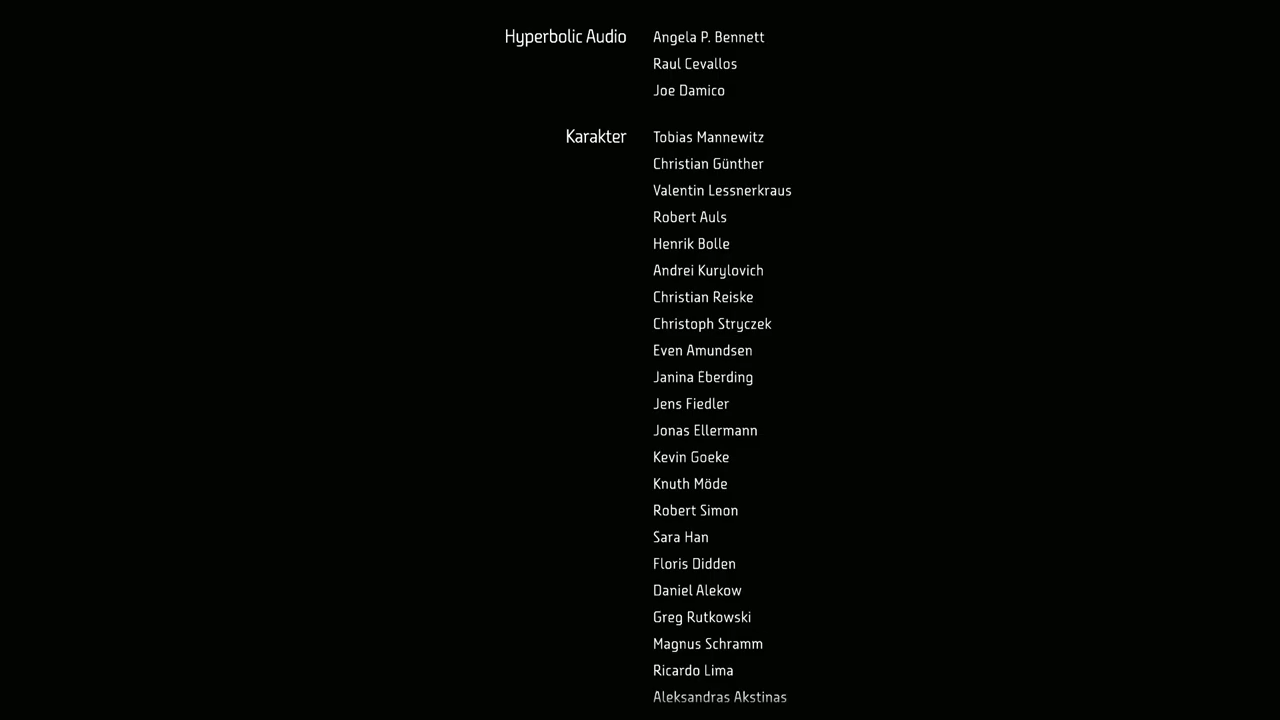 Hyperbolic Audio Angela P. Bennett
Raul Cevallos
Joe Damico
Karakter Tobias Mannewitz
Christian Günther
Valentin Lessnerkraus
Robert Auls
Henrik Bolle
Andrei Kurylovich
Christian Reiske
Christoph Stryczek
Even Amundsen
Janina Eberding
Jens Fiedler
Jonas Ellermann
Kevin Goeke
Knuth Möde
Robert Simon
Sara Han
Floris Didden
Daniel Alekow
Greg Rutkowski
Magnus Schramm
Ricardo Lima
Aleksandras Akstinas